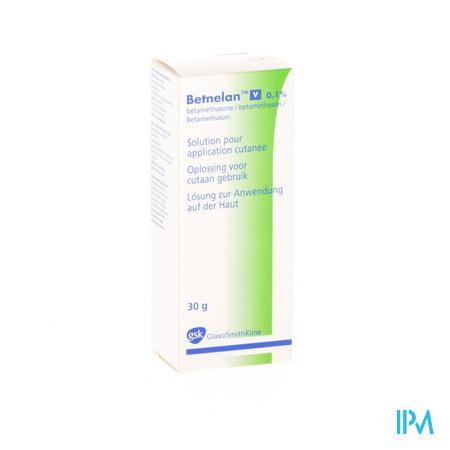 Betnelan™ V 0,1%
bétaméthasone / betamethason /
Betamethason
Solution pour
application cutanée
Oplossing voor
cutaan gebruik
Lösung zur Anwendung
auf der Haut
30 g
gsk GlaxoSmithKline
IPM